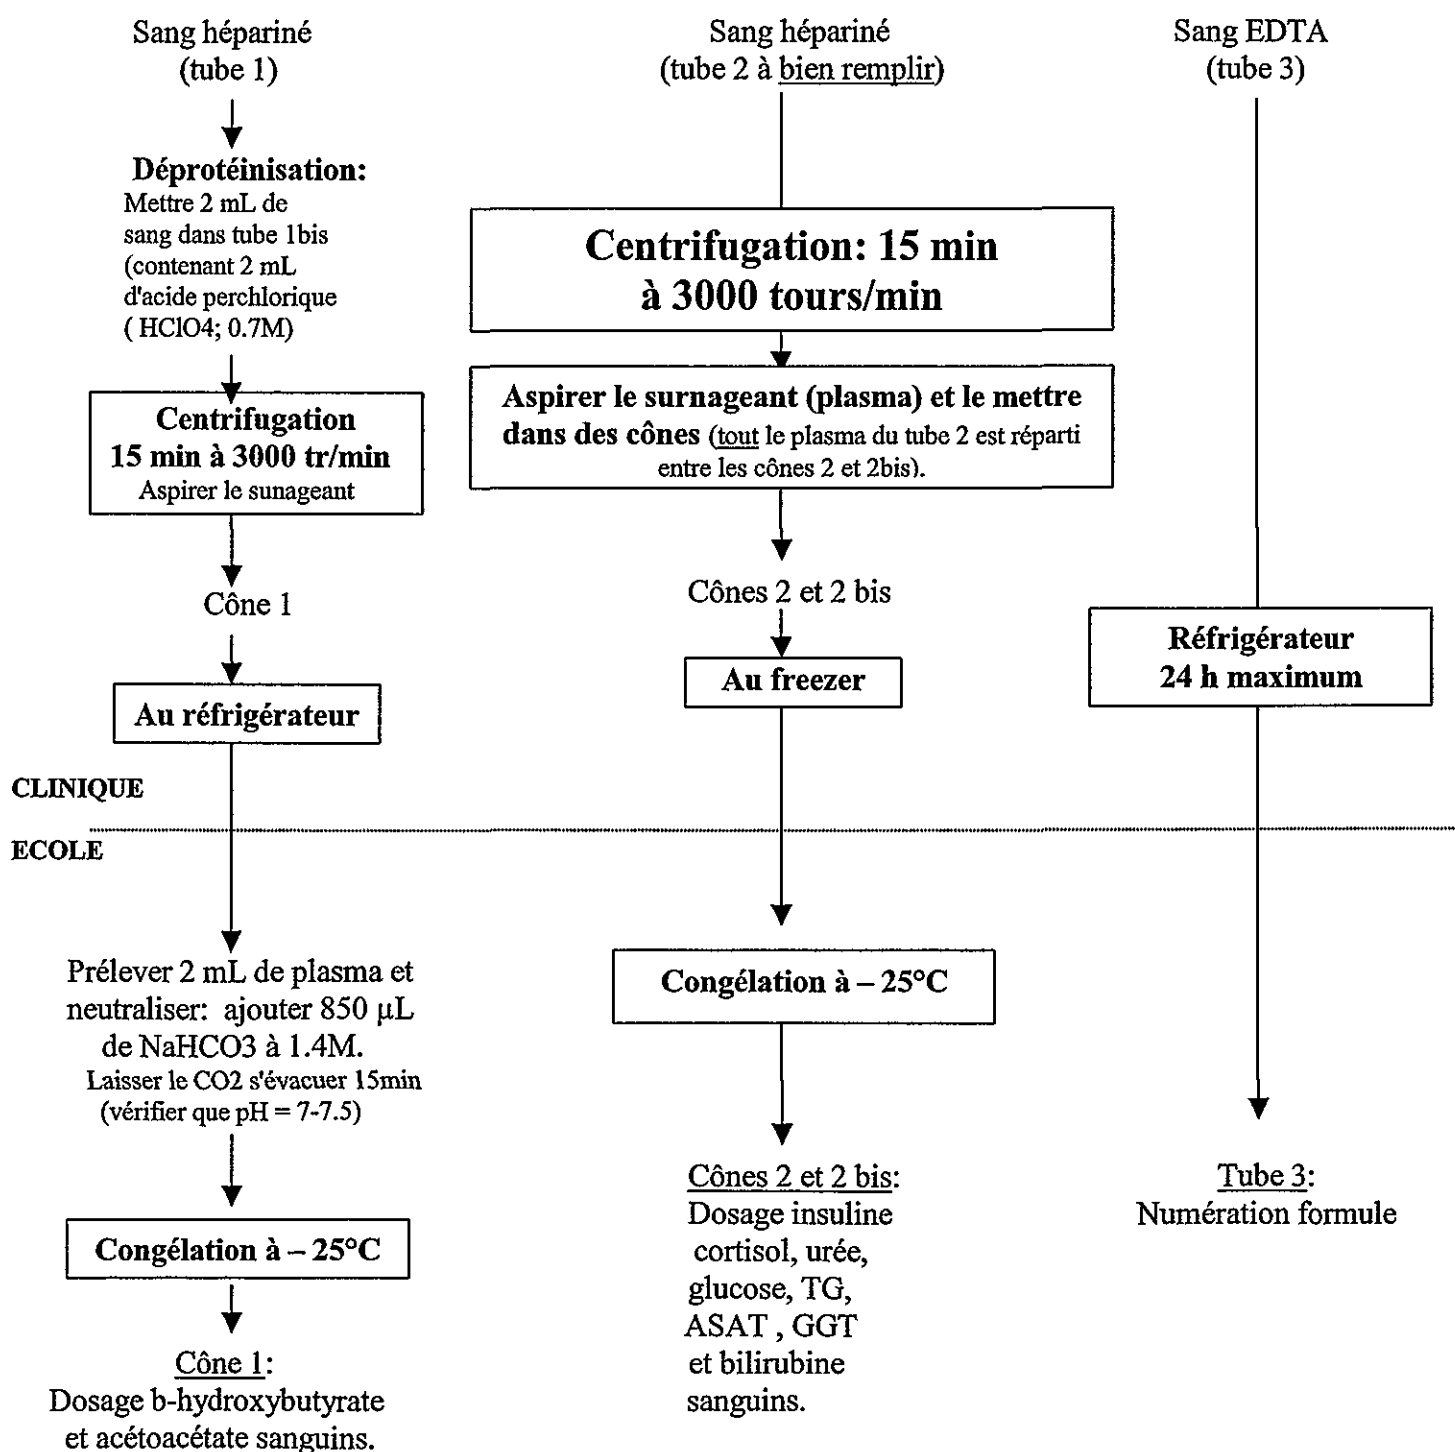 Sang hépariné
(tube 1)
Déprotéinisation:
Mettre 2 mL de
sang dans tube 1bis
(contenant 2 mL
d'acide perchlorique
( HClO4; 0.7M)
Centrifugation
15 min à 3000 tr/min
Aspirer le sunageant
Cône 1
Au réfrigérateur
Sang hépariné
(tube 2 à bien remplir)
Centrifugation: 15 min
à 3000 tours/min
Aspirer le surnageant (plasma) et le mettre
dans des cônes (tout le plasma du tube 2 est réparti
entre les cônes 2 et 2bis).
Cônes 2 et 2 bis
Au freezer
Sang EDTA
(tube 3)
Réfrigérateur
24 h maximum
CLINIQUE
ECOLE
Prélever 2 mL de plasma et
neutraliser: ajouter 850 µL
de NaHCO3 à 1.4M.
Laisser le CO2 s'évacuer 15min
(vérifier que pH = 7-7.5)
Congélation à – 25°C
Cône 1:
Dosage b-hydroxybutyrate
et acétoacétate sanguins.
Congélation à – 25°C
Cônes 2 et 2 bis:
Dosage insuline
cortisol, urée,
glucose, TG,
ASAT , GGT
et bilirubine
sanguins.
Tube 3:
Numération formule